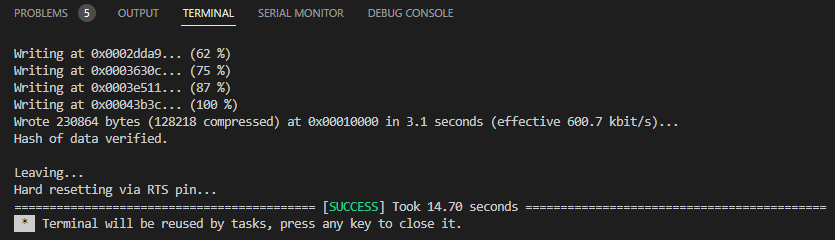 PROBLEMS 5 OUTPUT TERMINAL SERIAL MONITOR DEBUG CONSOLE
Writing at 0x0002dda9... (62 %)
Writing at 0x0003630c... (75 %)
Writing at 0x0003e511... (87 %)
Writing at 0x00043b3c... (100 %)
Wrote 230864 bytes (128218 compressed) at 0x00010000 in 3.1 seconds (effective 600.7 kbit/s)...
Hash of data verified.
Leaving...
Hard resetting via RTS pin...
=========================================== [SUCCESS] Took 14.70 seconds ===========================================
* Terminal will be reused by tasks, press any key to close it.